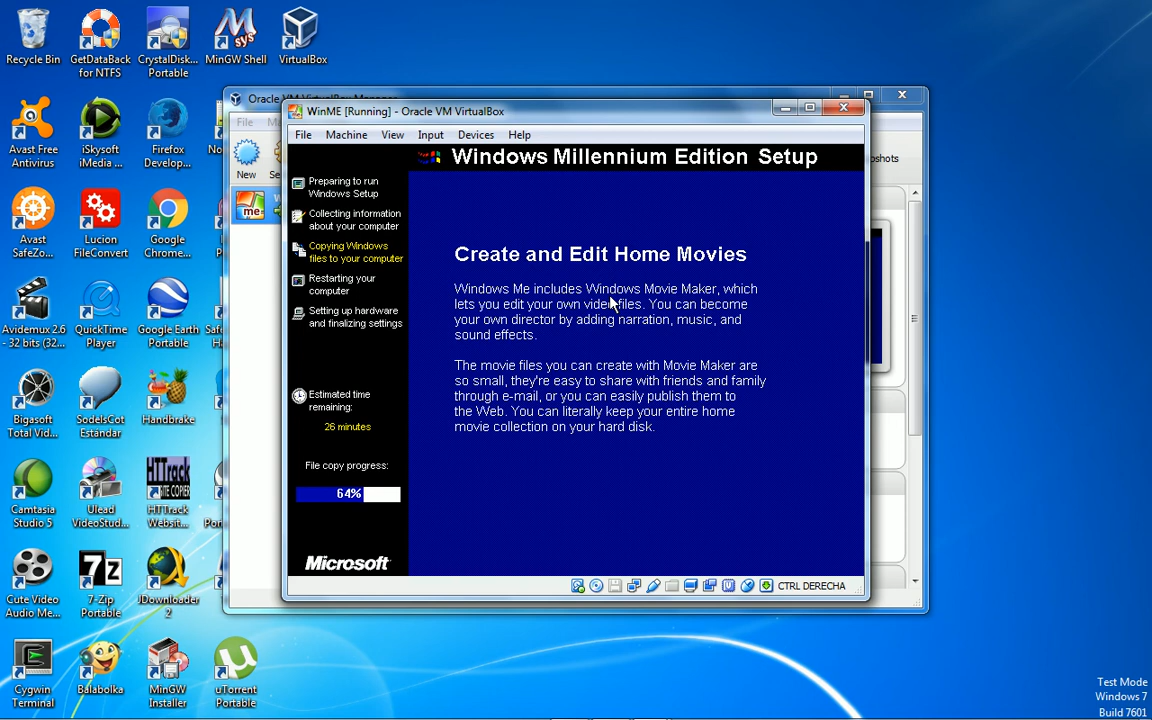 Recycle Bin
GetDataBack
for NTFS
CrystalDisk...
Portable
MinGW Shell
VirtualBox
Avast Free
Antivirus
iSkysoft
iMedia ...
Firefox
Develop...
Avast
SafeZo...
Lucion
FileConvert
Google
Chrome...
Avidemux 2.6
- 32 bits (32...
QuickTime
Player
Google Earth
Portable
Bigasoft
Total Vid...
SodelsCot
Estándar
Handbrake
Camtasia
Studio 5
Ulead
VideoStud...
HTTrack
Websit...
Cute Video
Audio Me...
7-Zip
Portable
JDownloader
2
Cygwin
Terminal
Balabolka
MinGW
Installer
uTorrent
Portable
Oracle VM VirtualBox Manager
File
New
WinME [Running] - Oracle VM VirtualBox
File Machine View Input Devices Help
Windows Millennium Edition Setup
Preparing to run
Windows Setup
Collecting information
about your computer
Copying Windows
files to your computer
Restarting your
computer
Setting up hardware
and finalizing settings
Estimated time
remaining:
26 minutes
File copy progress:
64%
Microsoft
Create and Edit Home Movies
Windows Me includes Windows Movie Maker, which
lets you edit your own video files. You can become
your own director by adding narration, music, and
sound effects.
The movie files you can create with Movie Maker are
so small, they're easy to share with friends and family
through e-mail, or you can easily publish them to
the Web. You can literally keep your entire home
movie collection on your hard disk.
CTRL DERECHA
Test Mode
Windows 7
Build 7601